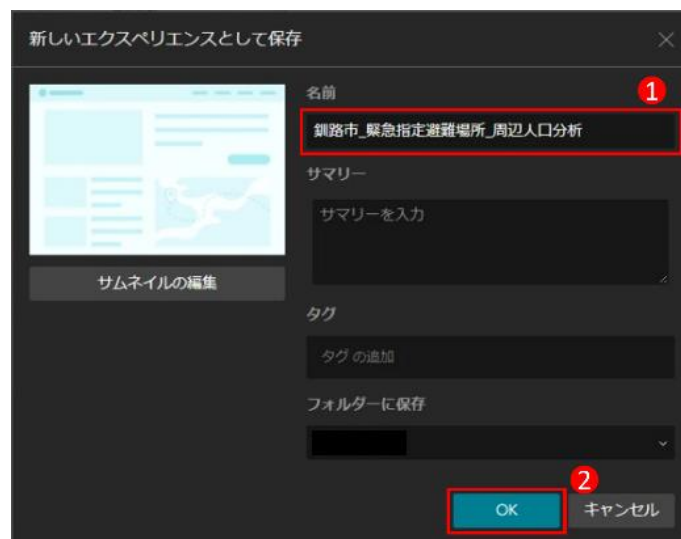 新しいエクスペリエンスとして保存
名前
1
釧路市_緊急指定避難場所_周辺人口分析
サマリー
サマリーを入力
サムネイルの編集
タグ
タグ の追加
フォルダーに保存
2
OK
キャンセル